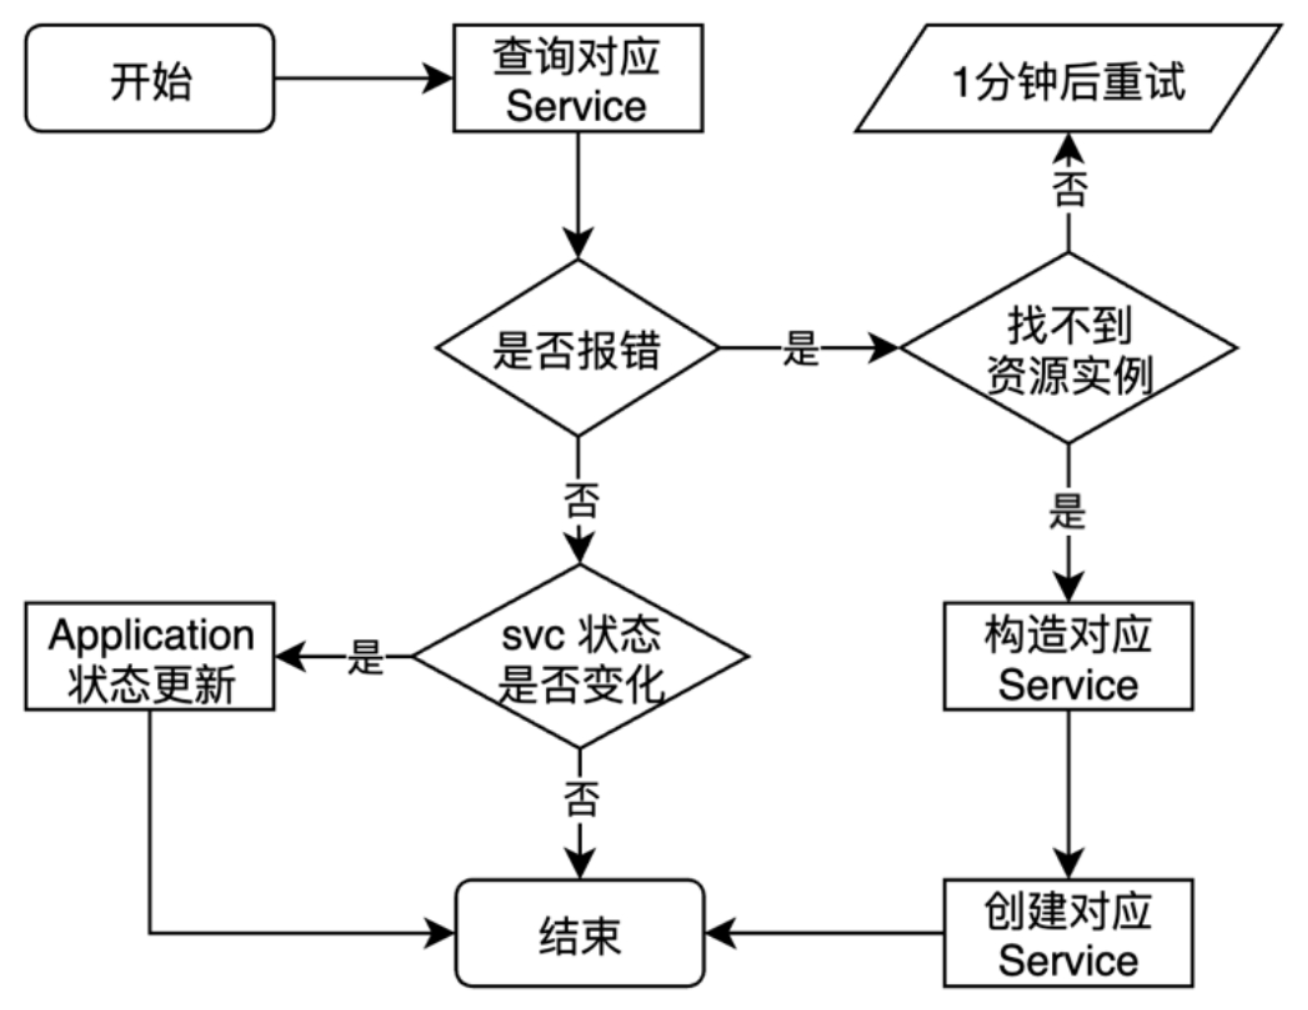 开始
查询对应
Service
1分钟后重试
否
是否报错
是
找不到
资源实例
否
是
Application
状态更新
是
svc 状态
是否变化
构造对应
Service
否
结束
创建对应
Service